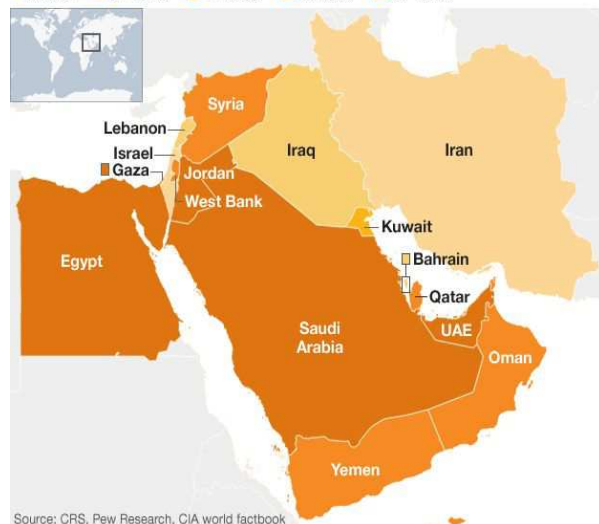 Syria
Lebanon
Israel
Gaza
Jordan
West Bank
Iraq
Iran
Kuwait
Egypt
Bahrain
Qatar
Saudi
Arabia
UAE
Oman
Yemen
Source: CRS, Pew Research, CIA world factbook